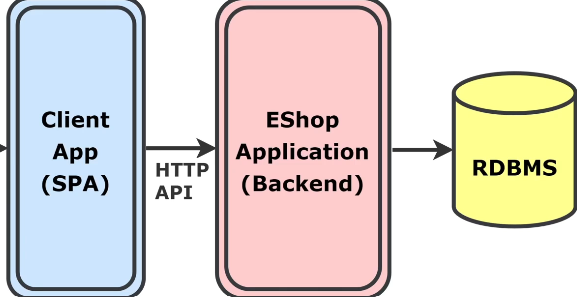 Client
App
(SPA)
HTTP
API
EShop
Application
(Backend)
RDBMS